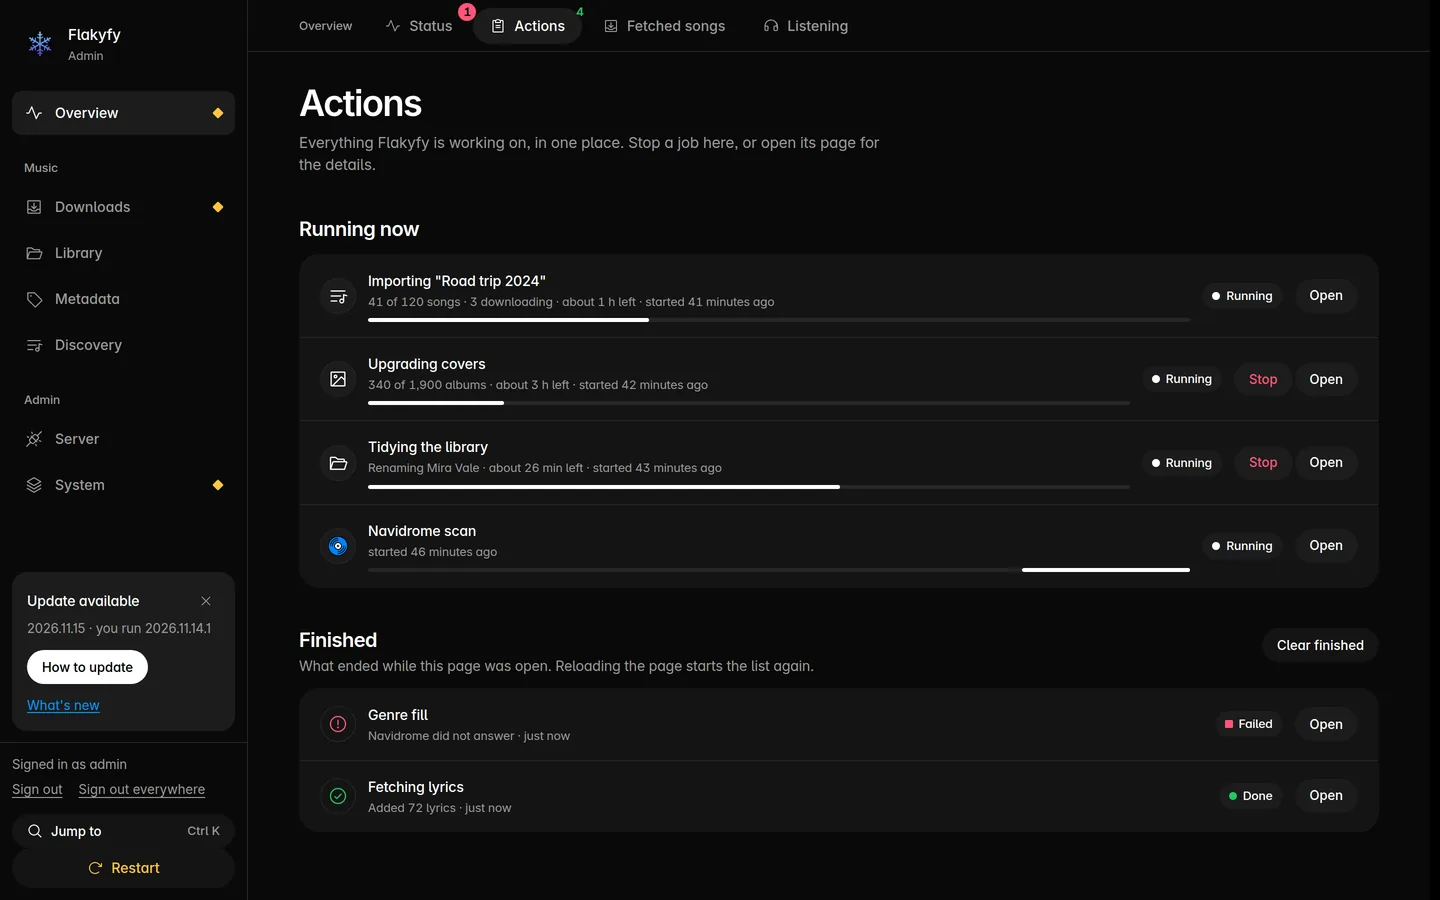 Flakyfy
Admin
Overview
Music
Downloads
Library
Metadata
Discovery
Admin
Server
System
Update available
2026.11.15 · you run 2026.11.14.1
How to update
What's new
Signed in as admin
Sign out Sign out everywhere
Jump to Ctrl K
Restart
Overview Status 1 Actions 4 Fetched songs Listening
Actions
Everything Flakyfy is working on, in one place. Stop a job here, or open its page for
the details.
Running now
Importing "Road trip 2024"
41 of 120 songs · 3 downloading · about 1 h left · started 41 minutes ago
Running Open
Upgrading covers
340 of 1,900 albums · about 3 h left · started 42 minutes ago
Running Stop Open
Tidying the library
Renaming Mira Vale · about 26 min left · started 43 minutes ago
Running Stop Open
Navidrome scan
started 46 minutes ago
Running Open
Finished
What ended while this page was open. Reloading the page starts the list again.
Clear finished
Genre fill
Navidrome did not answer · just now
Failed Open
Fetching lyrics
Added 72 lyrics · just now
Done Open